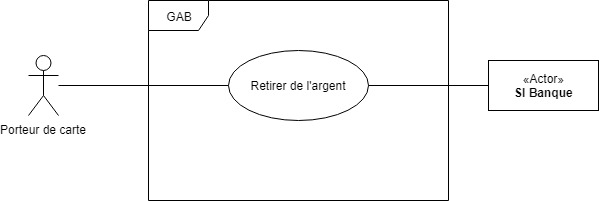 GAB
Porteur de carte
Retirer de l'argent
«Actor»
SI Banque